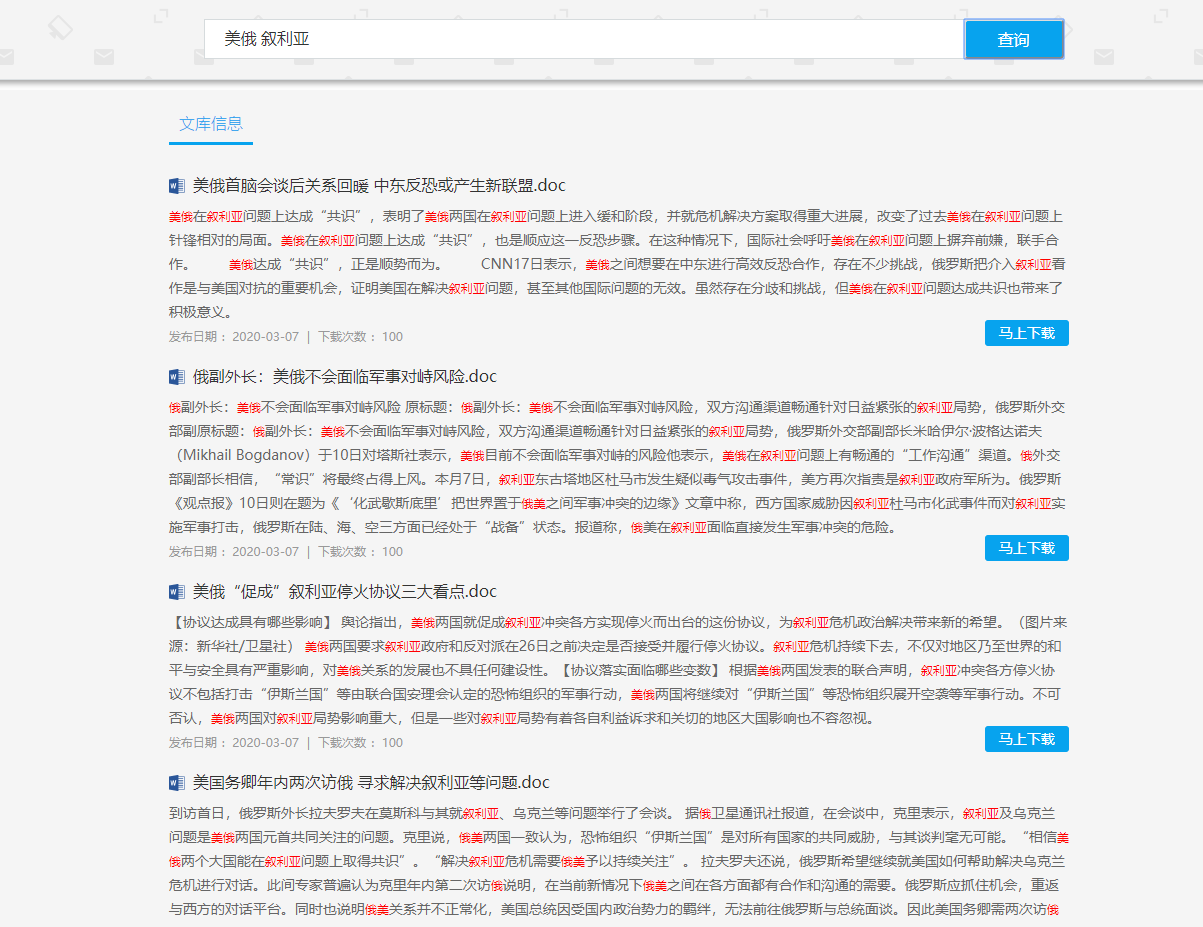 美俄 叙利亚
查询
文库信息
美俄首脑会谈后关系回暖 中东反恐或产生新联盟.doc
美俄在叙利亚问题上达成“共识”，表明了美俄两国在叙利亚问题上进入缓和阶段，并就危机解决方案取得重大进展，改变了过去美俄在叙利亚问题上
针锋相对的局面。美俄在叙利亚问题上达成“共识”，也是顺应这一反恐步骤。在这种情况下，国际社会呼吁美俄在叙利亚问题上摒弃前嫌，联手合
作。 美俄达成“共识”，正是顺势而为。 CNN17日表示，美俄之间想要在中东进行高效反恐合作，存在不少挑战，俄罗斯把介入叙利亚看
作是与美国对抗的重要机会，证明美国在解决叙利亚问题，甚至其他国际问题的无效。虽然存在分歧和挑战，但美俄在叙利亚问题达成共识也带来了
积极意义。
发布日期： 2020-03-07 | 下载次数： 100
马上下载
俄副外长：美俄不会面临军事对峙风险.doc
俄副外长：美俄不会面临军事对峙风险 原标题：俄副外长：美俄不会面临军事对峙风险，双方沟通渠道畅通针对日益紧张的叙利亚局势，俄罗斯外交
部副原标题：俄副外长：美俄不会面临军事对峙风险，双方沟通渠道畅通针对日益紧张的叙利亚局势，俄罗斯外交部副部长米哈伊尔·波格达诺夫
（Mikhail Bogdanov）于10日对塔斯社表示，美俄目前不会面临军事对峙的风险他表示，美俄在叙利亚问题上有畅通的“工作沟通”渠道。俄外交
部副部长相信，“常识”将最终占得上风。本月7日，叙利亚东古塔地区杜马市发生疑似毒气攻击事件，美方再次指责是叙利亚政府军所为。俄罗斯
《观点报》10日则在题为《‘化武歇斯底里’把世界置于俄美之间军事冲突的边缘》文章中称，西方国家威胁因叙利亚杜马市化武事件而对叙利亚实
施军事打击，俄罗斯在陆、海、空三方面已经处于“战备”状态。报道称，俄美在叙利亚面临直接发生军事冲突的危险。
发布日期： 2020-03-07 | 下载次数： 100
马上下载
美俄“促成”叙利亚停火协议三大看点.doc
【协议达成具有哪些影响】 舆论指出，美俄两国就促成叙利亚冲突各方实现停火而出台的这份协议，为叙利亚危机政治解决带来新的希望。（图片来
源：新华社/卫星社） 美俄两国要求叙利亚政府和反对派在26日之前决定是否接受并履行停火协议。叙利亚危机持续下去，不仅对地区乃至世界的和
平与安全具有严重影响，对美俄关系的发展也不具任何建设性。【协议落实面临哪些变数】 根据美俄两国发表的联合声明，叙利亚冲突各方停火协
议不包括打击“伊斯兰国”等由联合国安理会认定的恐怖组织的军事行动，美俄两国将继续对“伊斯兰国”等恐怖组织展开空袭等军事行动。不可
否认，美俄两国对叙利亚局势影响重大，但是一些对叙利亚局势有着各自利益诉求和关切的地区大国影响也不容忽视。
发布日期： 2020-03-07 | 下载次数： 100
马上下载
美国务卿年内两次访俄 寻求解决叙利亚等问题.doc
到访首日，俄罗斯外长拉夫罗夫在莫斯科与其就叙利亚、乌克兰等问题举行了会谈。 据俄卫星通讯社报道，在会谈中，克里表示，叙利亚及乌克兰
问题是美俄两国元首共同关注的问题。克里说，俄美两国一致认为，恐怖组织“伊斯兰国”是对所有国家的共同威胁，与其谈判毫无可能。“相信美
俄两个大国能在叙利亚问题上取得共识”。“解决叙利亚危机需要俄美予以持续关注”。 拉夫罗夫还说，俄罗斯希望继续就美国如何帮助解决乌克兰
危机进行对话。此间专家普遍认为克里年内第二次访俄说明，在当前新情况下俄美之间在各方面都有合作和沟通的需要。俄罗斯应抓住机会，重返
与西方的对话平台。同时也说明俄美关系并不正常化，美国总统因受国内政治势力的羁绊，无法前往俄罗斯与总统面谈。因此美国务卿需两次访俄